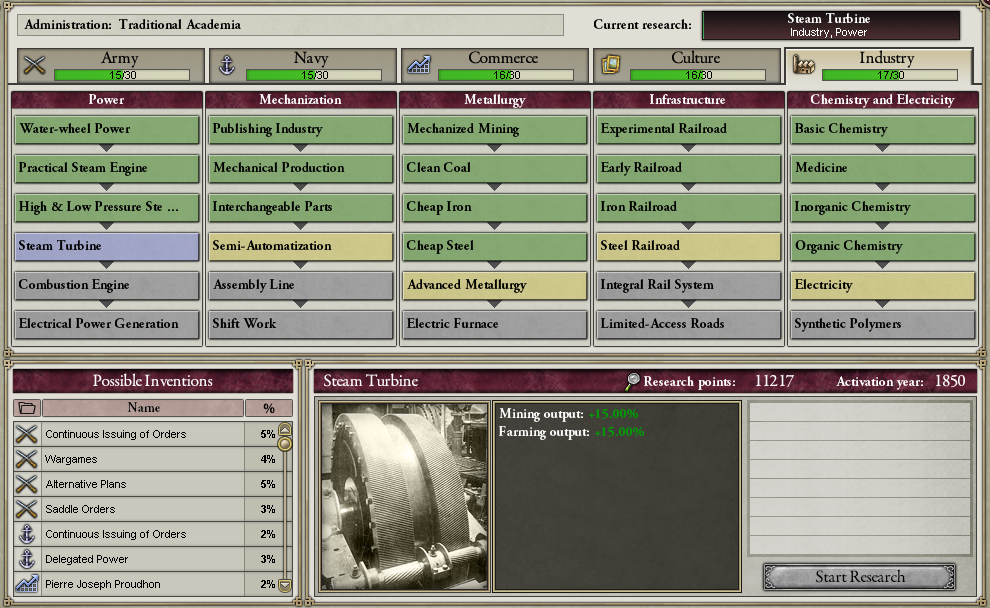 Administration: Traditional Academia
Current research:
Steam Turbine
Industry, Power
Army
15/30
Navy
15/30
Commerce
16/30
Culture
16/30
Industry
17/30
Power
Mechanization
Metallurgy
Infrastructure
Chemistry and Electricity
Water-wheel Power
Publishing Industry
Mechanized Mining
Experimental Railroad
Basic Chemistry
Practical Steam Engine
Mechanical Production
Clean Coal
Early Railroad
Medicine
High & Low Pressure Ste ...
Interchangeable Parts
Cheap Iron
Iron Railroad
Inorganic Chemistry
Steam Turbine
Semi-Automatization
Cheap Steel
Steel Railroad
Organic Chemistry
Combustion Engine
Assembly Line
Advanced Metallurgy
Integral Rail System
Electricity
Electrical Power Generation
Shift Work
Electric Furnace
Limited-Access Roads
Synthetic Polymers
Possible Inventions
Name %
Continuous Issuing of Orders 5%
Wargames 4%
Alternative Plans 5%
Saddle Orders 3%
Continuous Issuing of Orders 2%
Delegated Power 3%
Pierre Joseph Proudhon 2%
Steam Turbine
Research points: 11217
Activation year: 1850
Mining output: +15.00%
Farming output: +15.00%
Start Research